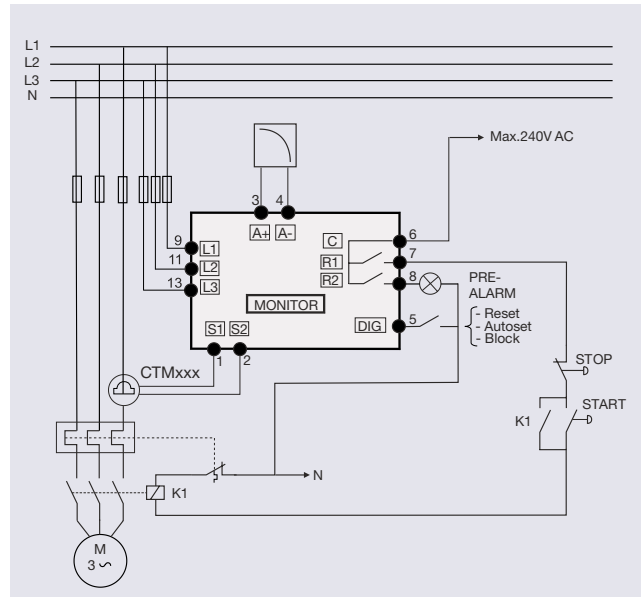 L1
L2
L3
N
Max.240V AC
3 4
A+ A-
6
C
7
9
L1
R1
11
L2
R2
8
PRE-
ALARM
13
L3
MONITOR
5
DIG
- Reset
- Autoset
- Block
S1 S2
1 2
CTMxxx
STOP
START
K1
N
K1
M
3 ∿